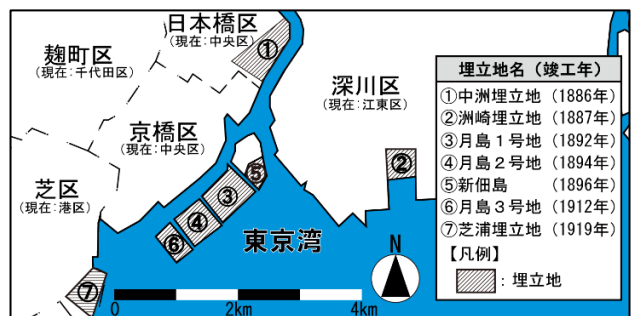 日本橋区
(現在:中央区)
麹町区
(現在:千代田区)
①
深川区
(現在:江東区)
京橋区
(現在:中央区)
芝区
(現在:港区)
②
⑤
③
④
⑥
⑦
東京湾
N
0 2km 4km
埋立地名（竣工年）
①中洲埋立地（1886年）
②洲崎埋立地（1887年）
③月島１号地（1892年）
④月島２号地（1894年）
⑤新佃島（1896年）
⑥月島３号地（1912年）
⑦芝浦埋立地（1919年）
【凡例】
：埋立地